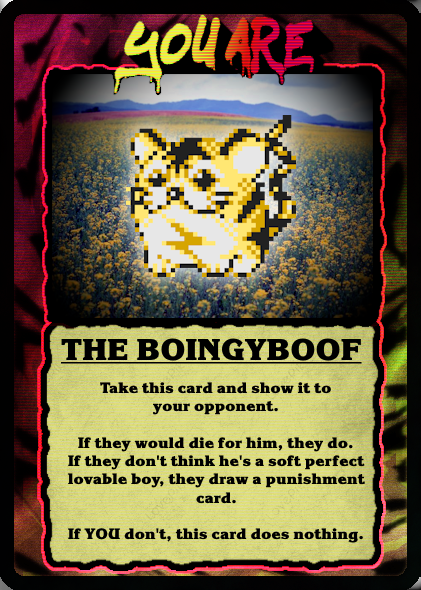 YOU ARE
THE BOINGYBOOF
Take this card and show it to
your opponent.
If they would die for him, they do.
If they don't think he's a soft perfect
lovable boy, they draw a punishment
card.
If YOU don't, this card does nothing.